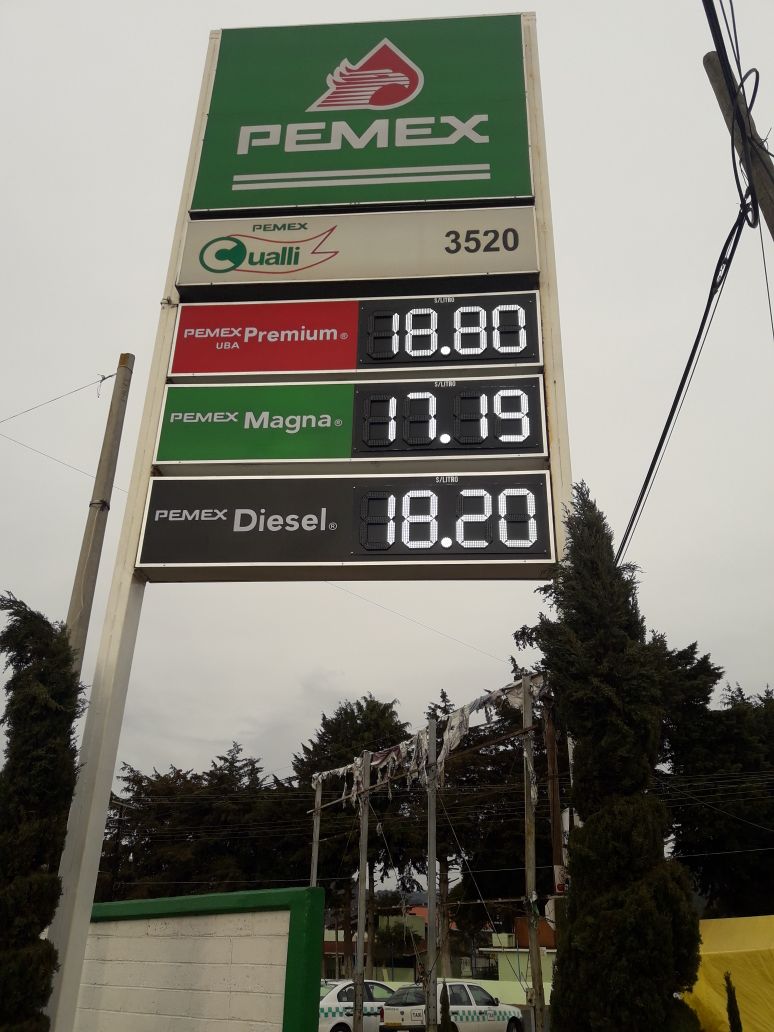 PEMEX
PEMEX
Cualli
3520
$/LITRO
PEMEX Premium®
UBA
18.80
$/LITRO
PEMEX Magna®
17.19
$/LITRO
PEMEX Diesel®
18.20
TAXI